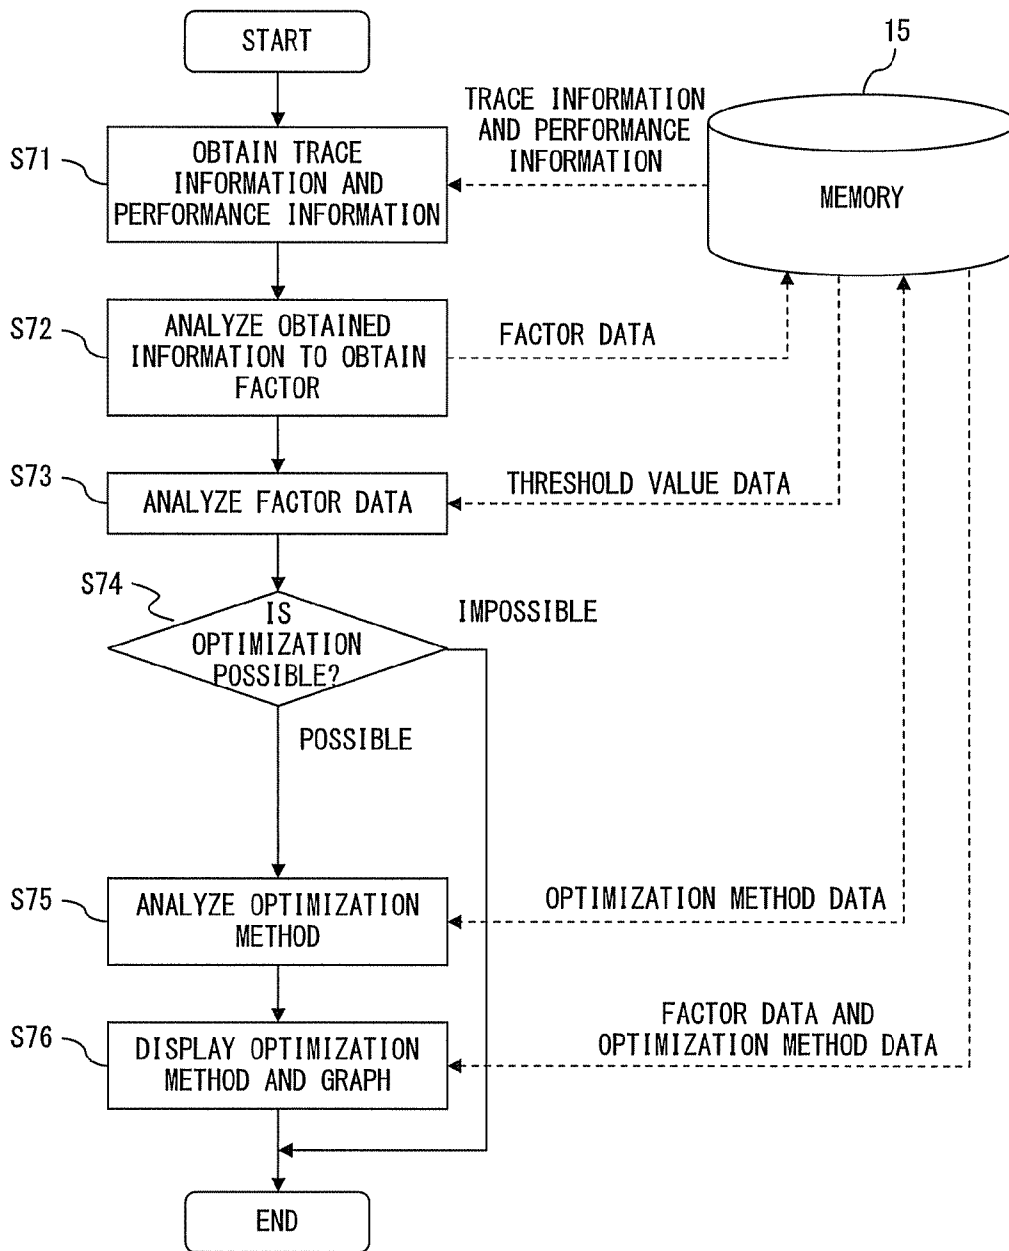 START
15
TRACE INFORMATION
AND PERFORMANCE
INFORMATION
S71
OBTAIN TRACE
INFORMATION AND
PERFORMANCE INFORMATION
MEMORY
S72
ANALYZE OBTAINED
INFORMATION TO OBTAIN
FACTOR
FACTOR DATA
S73
ANALYZE FACTOR DATA
THRESHOLD VALUE DATA
S74
IS
OPTIMIZATION
POSSIBLE?
IMPOSSIBLE
POSSIBLE
S75
ANALYZE OPTIMIZATION
METHOD
OPTIMIZATION METHOD DATA
S76
DISPLAY OPTIMIZATION
METHOD AND GRAPH
FACTOR DATA AND
OPTIMIZATION METHOD DATA
END